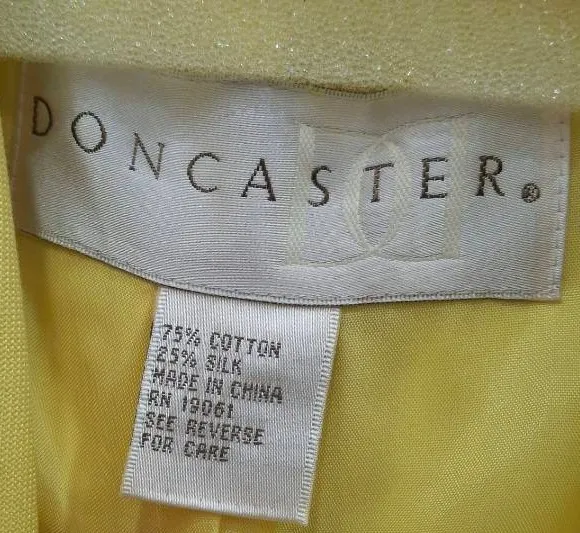 DONCASTER®
75% COTTON
25% SILK
MADE IN CHINA
RN 19061
SEE REVERSE
FOR CARE